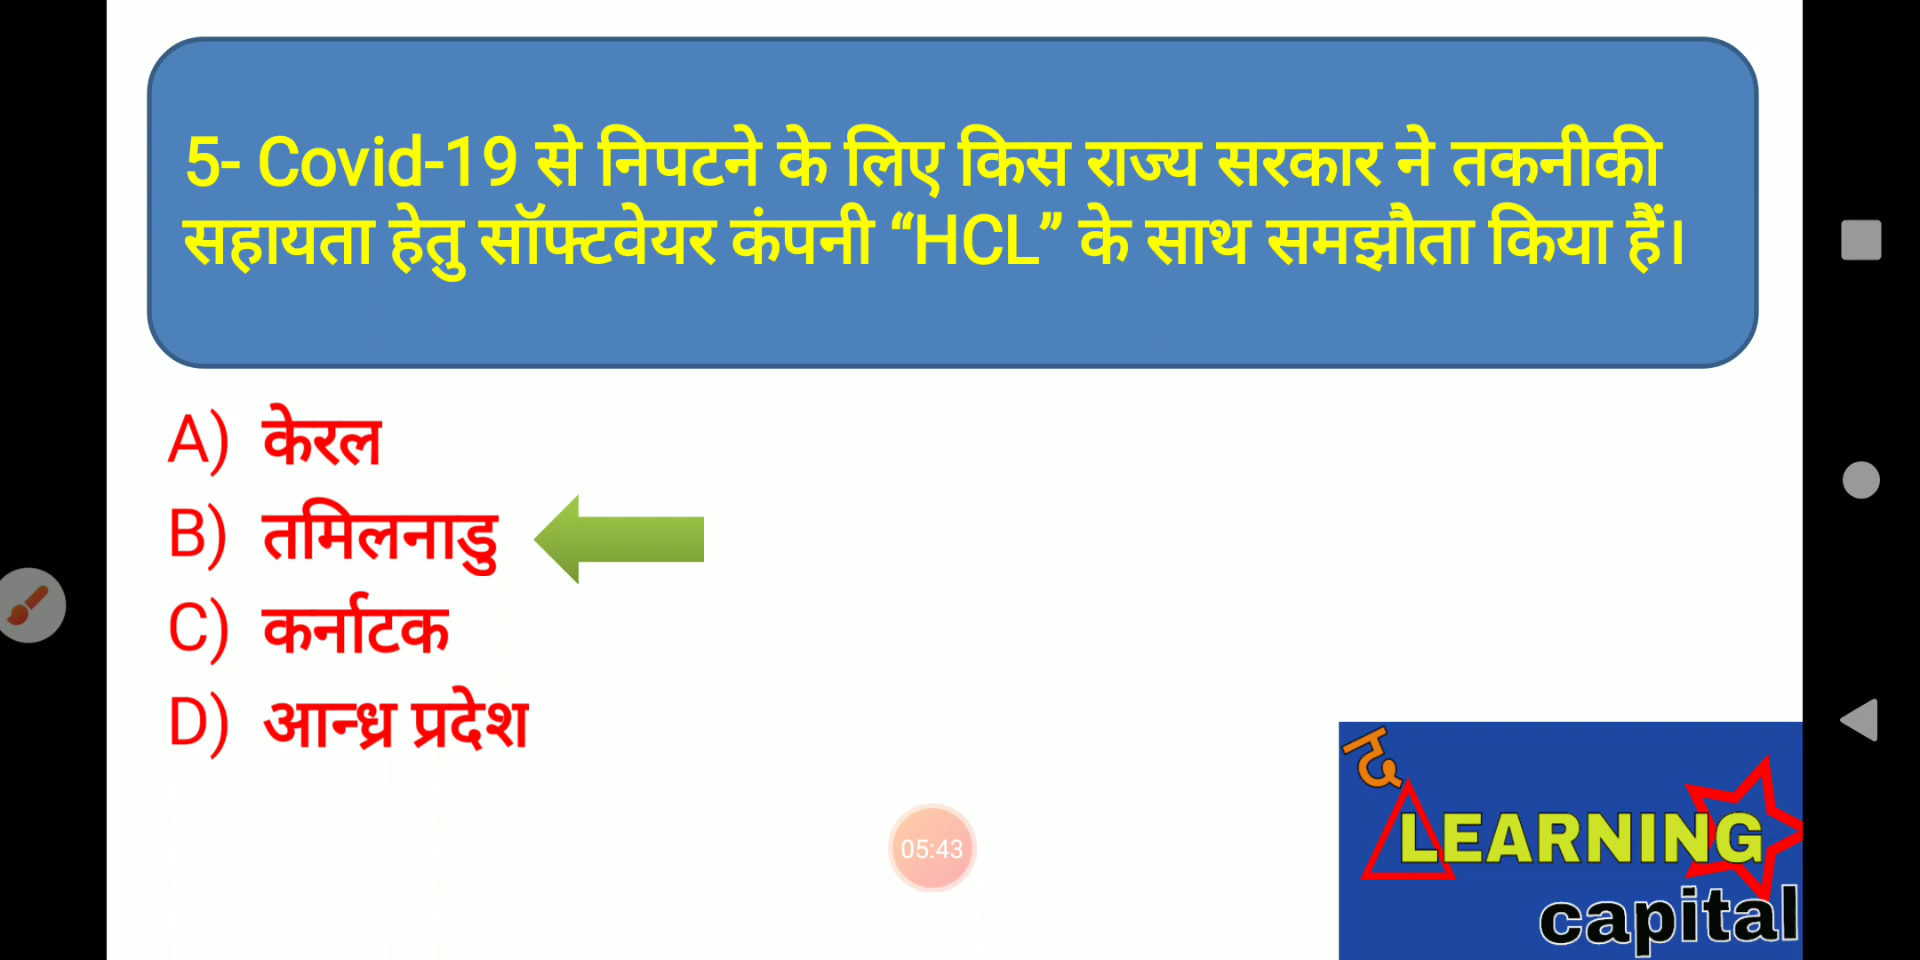 5- Covid-19 से निपटने के लिए किस राज्य सरकार ने तकनीकी
सहायता हेतु सॉफ्टवेयर कंपनी “HCL” के साथ समझौता किया हैं।
A) केरल
B) तमिलनाडु
C) कर्नाटक
D) आन्ध्र प्रदेश
05:43
द
LEARNING
capital